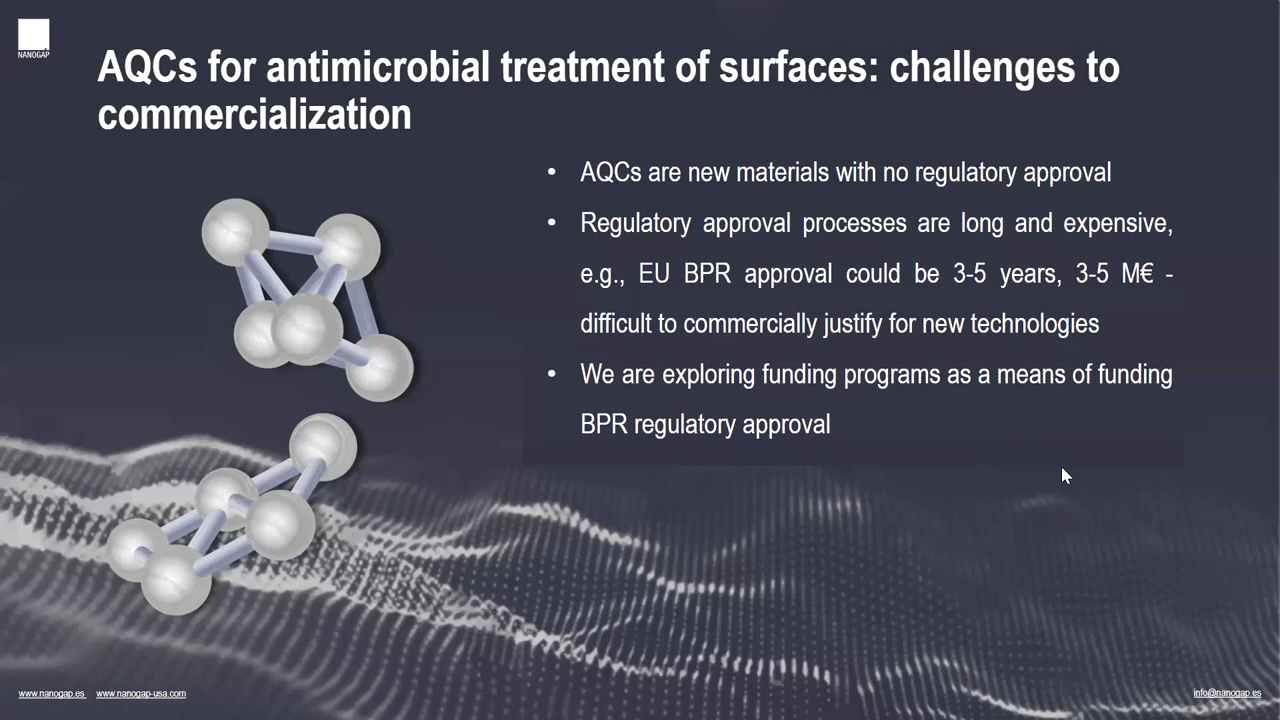 NANOGAP
AQCs for antimicrobial treatment of surfaces: challenges to
commercialization
• AQCs are new materials with no regulatory approval
• Regulatory approval processes are long and expensive,
e.g., EU BPR approval could be 3-5 years, 3-5 M€ -
difficult to commercially justify for new technologies
• We are exploring funding programs as a means of funding
BPR regulatory approval
www.nanogap.es www.nanogap-usa.com
info@nanogap.es